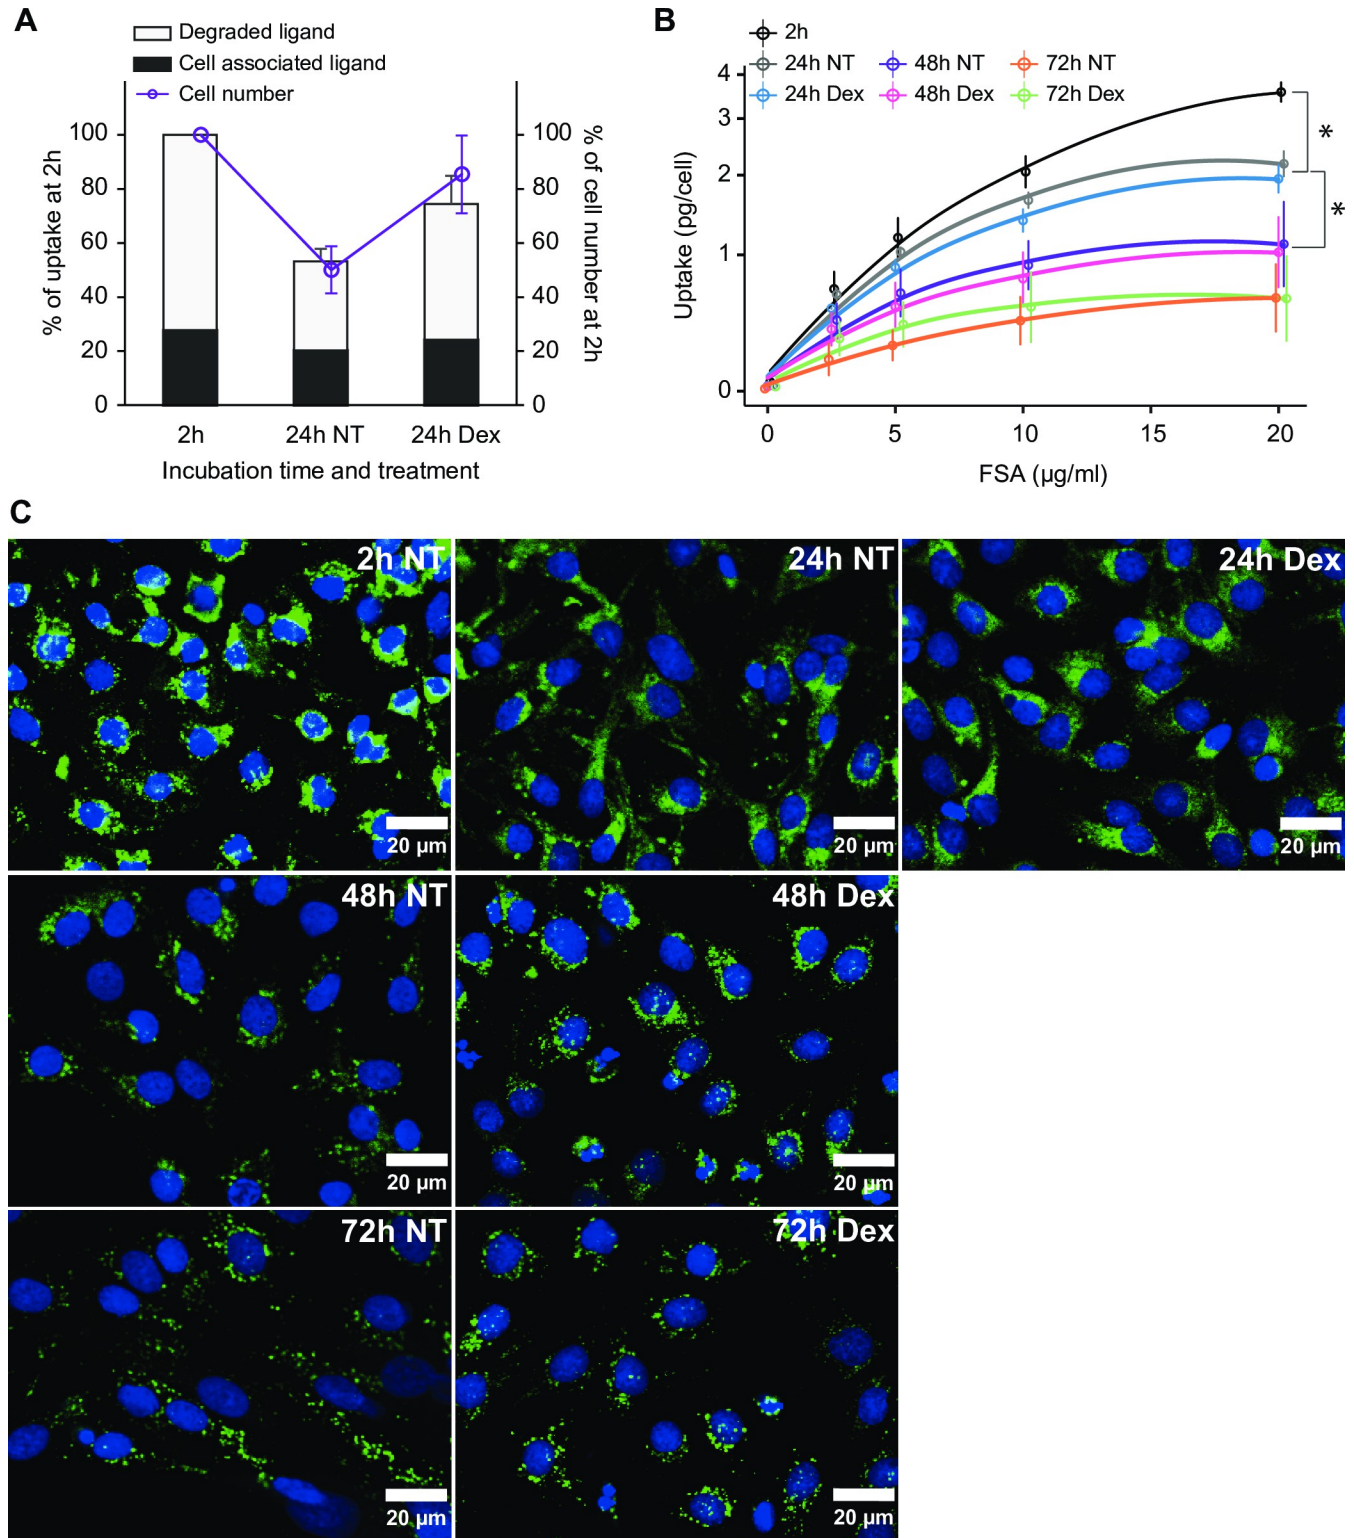 A
Degraded ligand
Cell associated ligand
Cell number
% of uptake at 2h
100
80
60
40
20
0
% of cell number at 2h
100
80
60
40
20
0
2h
24h NT
24h Dex
Incubation time and treatment
B
2h
24h NT
48h NT
72h NT
24h Dex
48h Dex
72h Dex
Uptake (pg/cell)
4
3
2
1
0
*
*
0
5
10
15
20
FSA (µg/ml)
C
2h NT
20 µm
24h NT
20 µm
24h Dex
20 µm
48h NT
20 µm
48h Dex
20 µm
72h NT
20 µm
72h Dex
20 µm